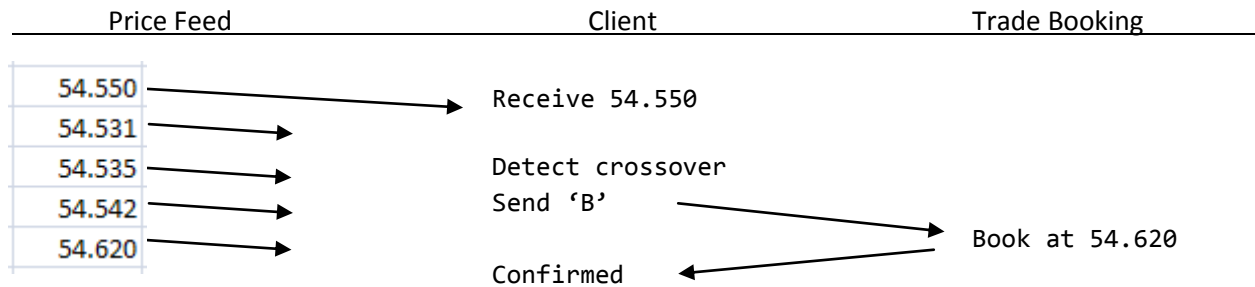 Price Feed Client Trade Booking
54.550 Receive 54.550
54.531
54.535 Detect crossover
54.542 Send ‘B’
54.620 Book at 54.620
Confirmed